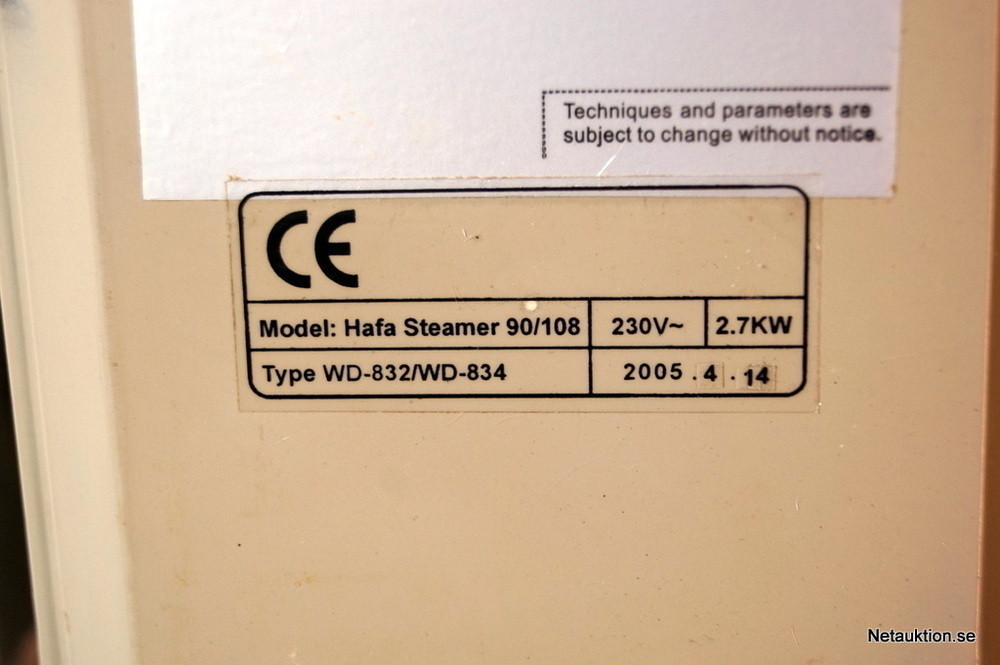 Techniques and parameters are
subject to change without notice.
CE
Model: Hafa Steamer 90/108 230V~ 2.7KW
Type WD-832/WD-834 2005.4.14
Netauktion.se